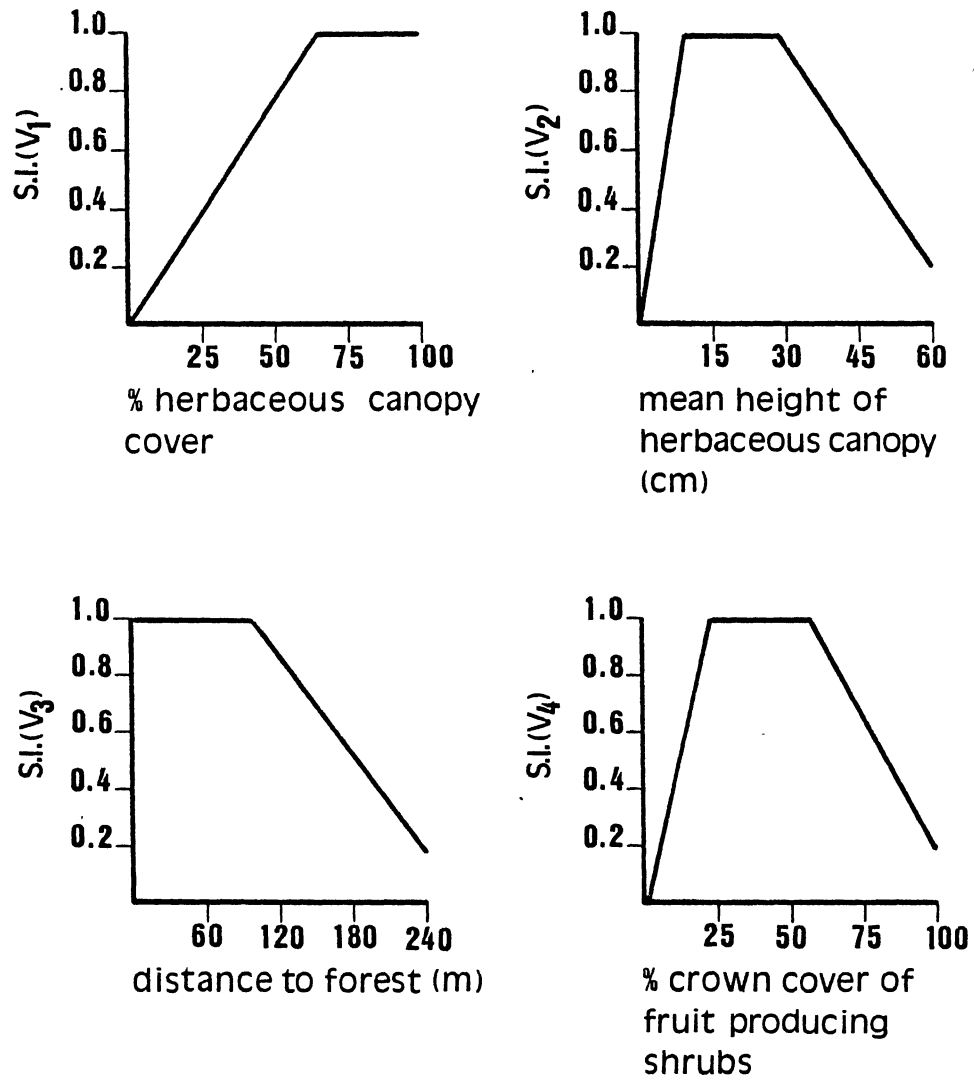 S.I.(V1)
1.0
0.8
0.6
0.4
0.2
25 50 75 100
% herbaceous canopy
cover
S.I.(V2)
1.0
0.8
0.6
0.4
0.2
15 30 45 60
mean height of
herbaceous canopy
(cm)
S.I.(V3)
1.0
0.8
0.6
0.4
0.2
60 120 180 240
distance to forest (m)
S.I.(V4)
1.0
0.8
0.6
0.4
0.2
25 50 75 100
% crown cover of
fruit producing
shrubs